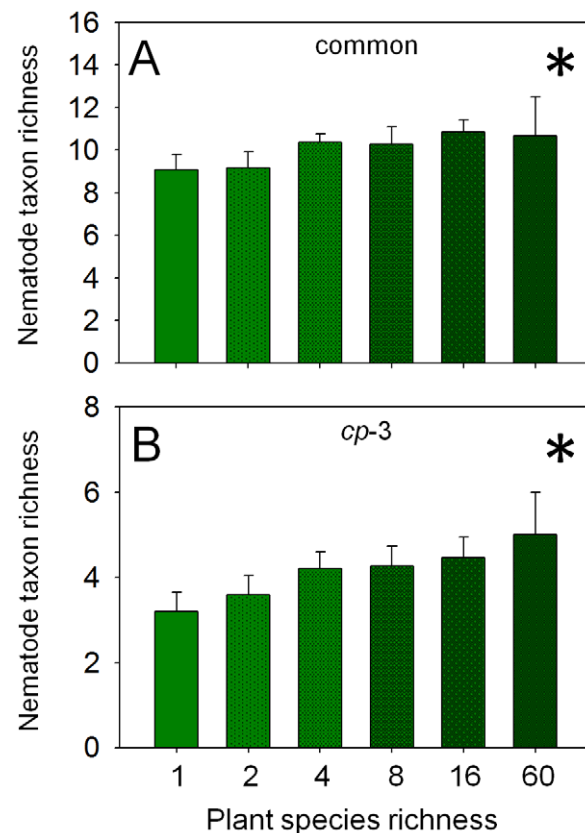 A
common
*
Nematode taxon richness
16
14
12
10
8
6
4
2
0
B
cp-3
*
Nematode taxon richness
8
6
4
2
0
1 2 4 8 16 60
Plant species richness